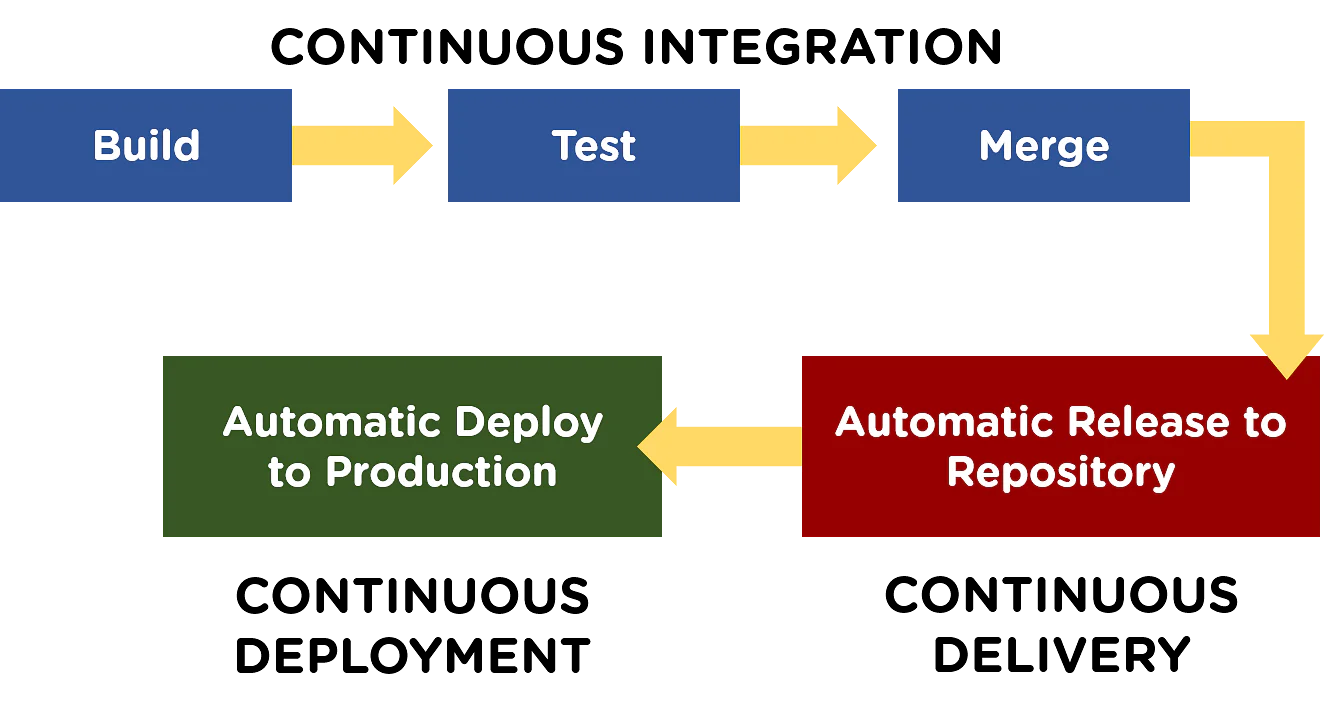 CONTINUOUS INTEGRATION
Build
Test
Merge
Automatic Release to
Repository
CONTINUOUS
DELIVERY
Automatic Deploy
to Production
CONTINUOUS
DEPLOYMENT